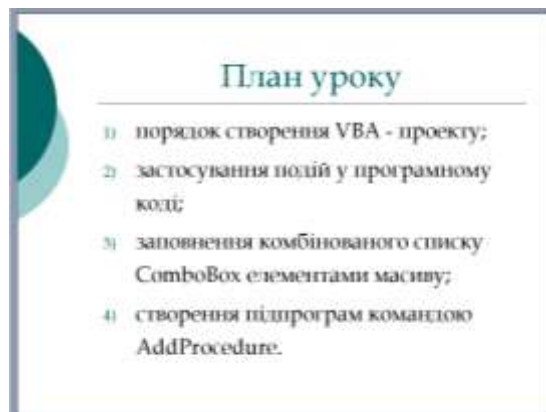 План уроку
1) порядок створення VBA - проекту;
2) застосування подій у програмному
коді;
3) заповнення комбінованого списку
ComboBox елементами масиву;
4) створення підпрограм командою
AddProcedure.